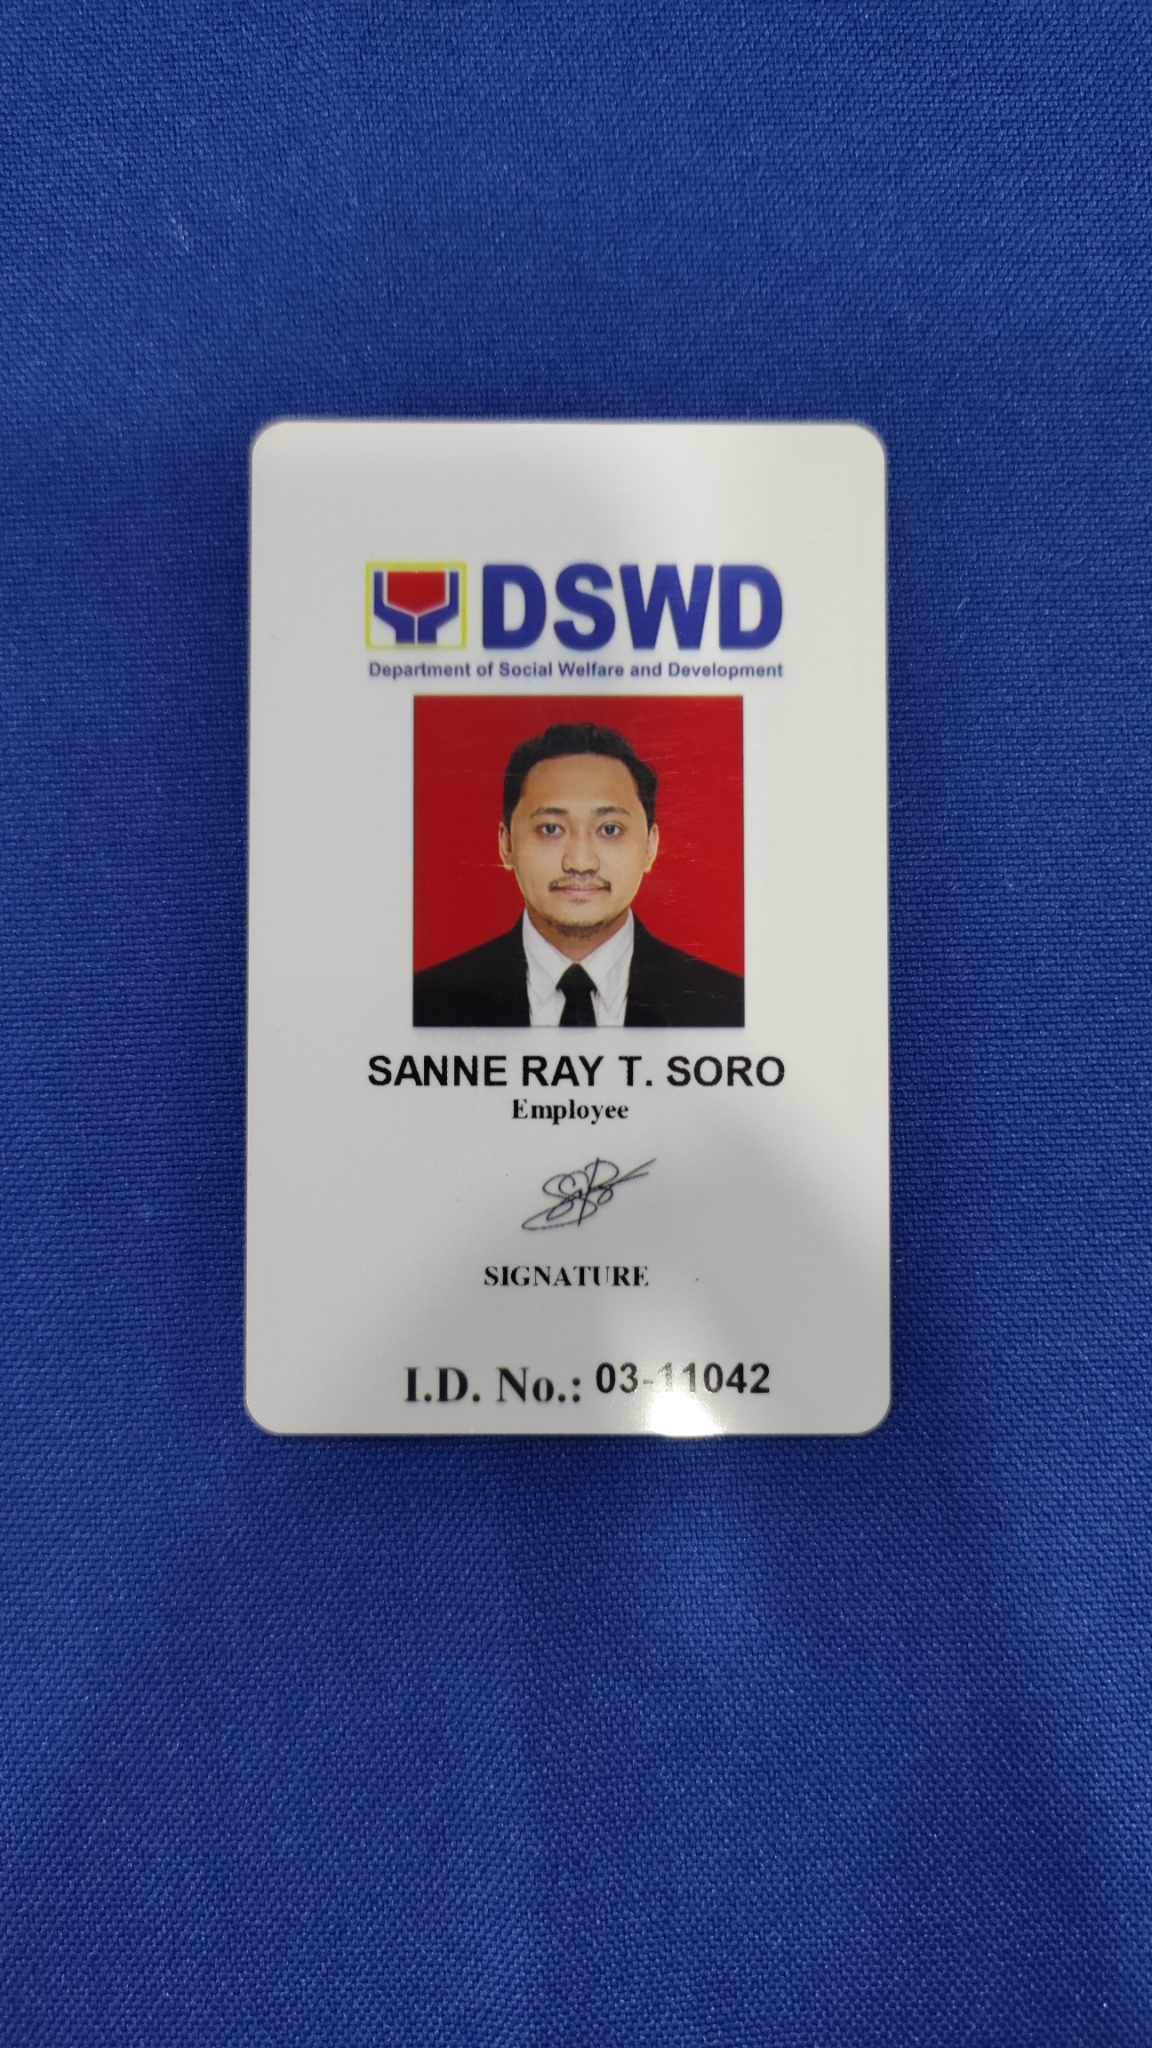 DSWD
Department of Social Welfare and Development
SANNE RAY T. SORO
Employee
SIGNATURE
I.D. No.: 03-11042